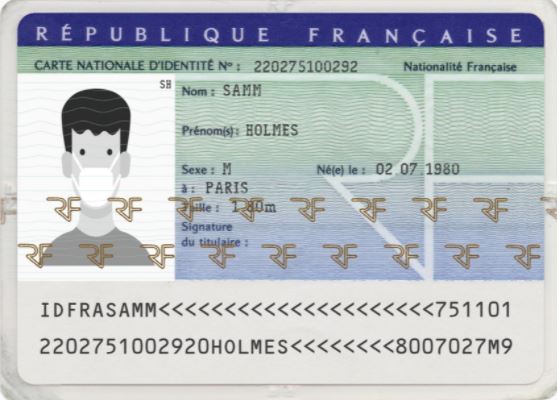 RÉPUBLIQUE FRANÇAISE
CARTE NATIONALE D'IDENTITÉ Nº : 220275100292 Nationalité Française
SH
Nom : SAMM
Prénom(s): HOLMES
Sexe : M Né(e) le : 02.07.1980
à : PARIS
RF RF RF RF RF RF RF RF
Taille : 1,80m
Signature
du titulaire :
RF RF RF RF RF RF RF RF RF
IDFRASAMM<<<<<<<<<<<<<<<<<<<<<751101
2202751002920HOLMES<<<<<<<<8007027M9